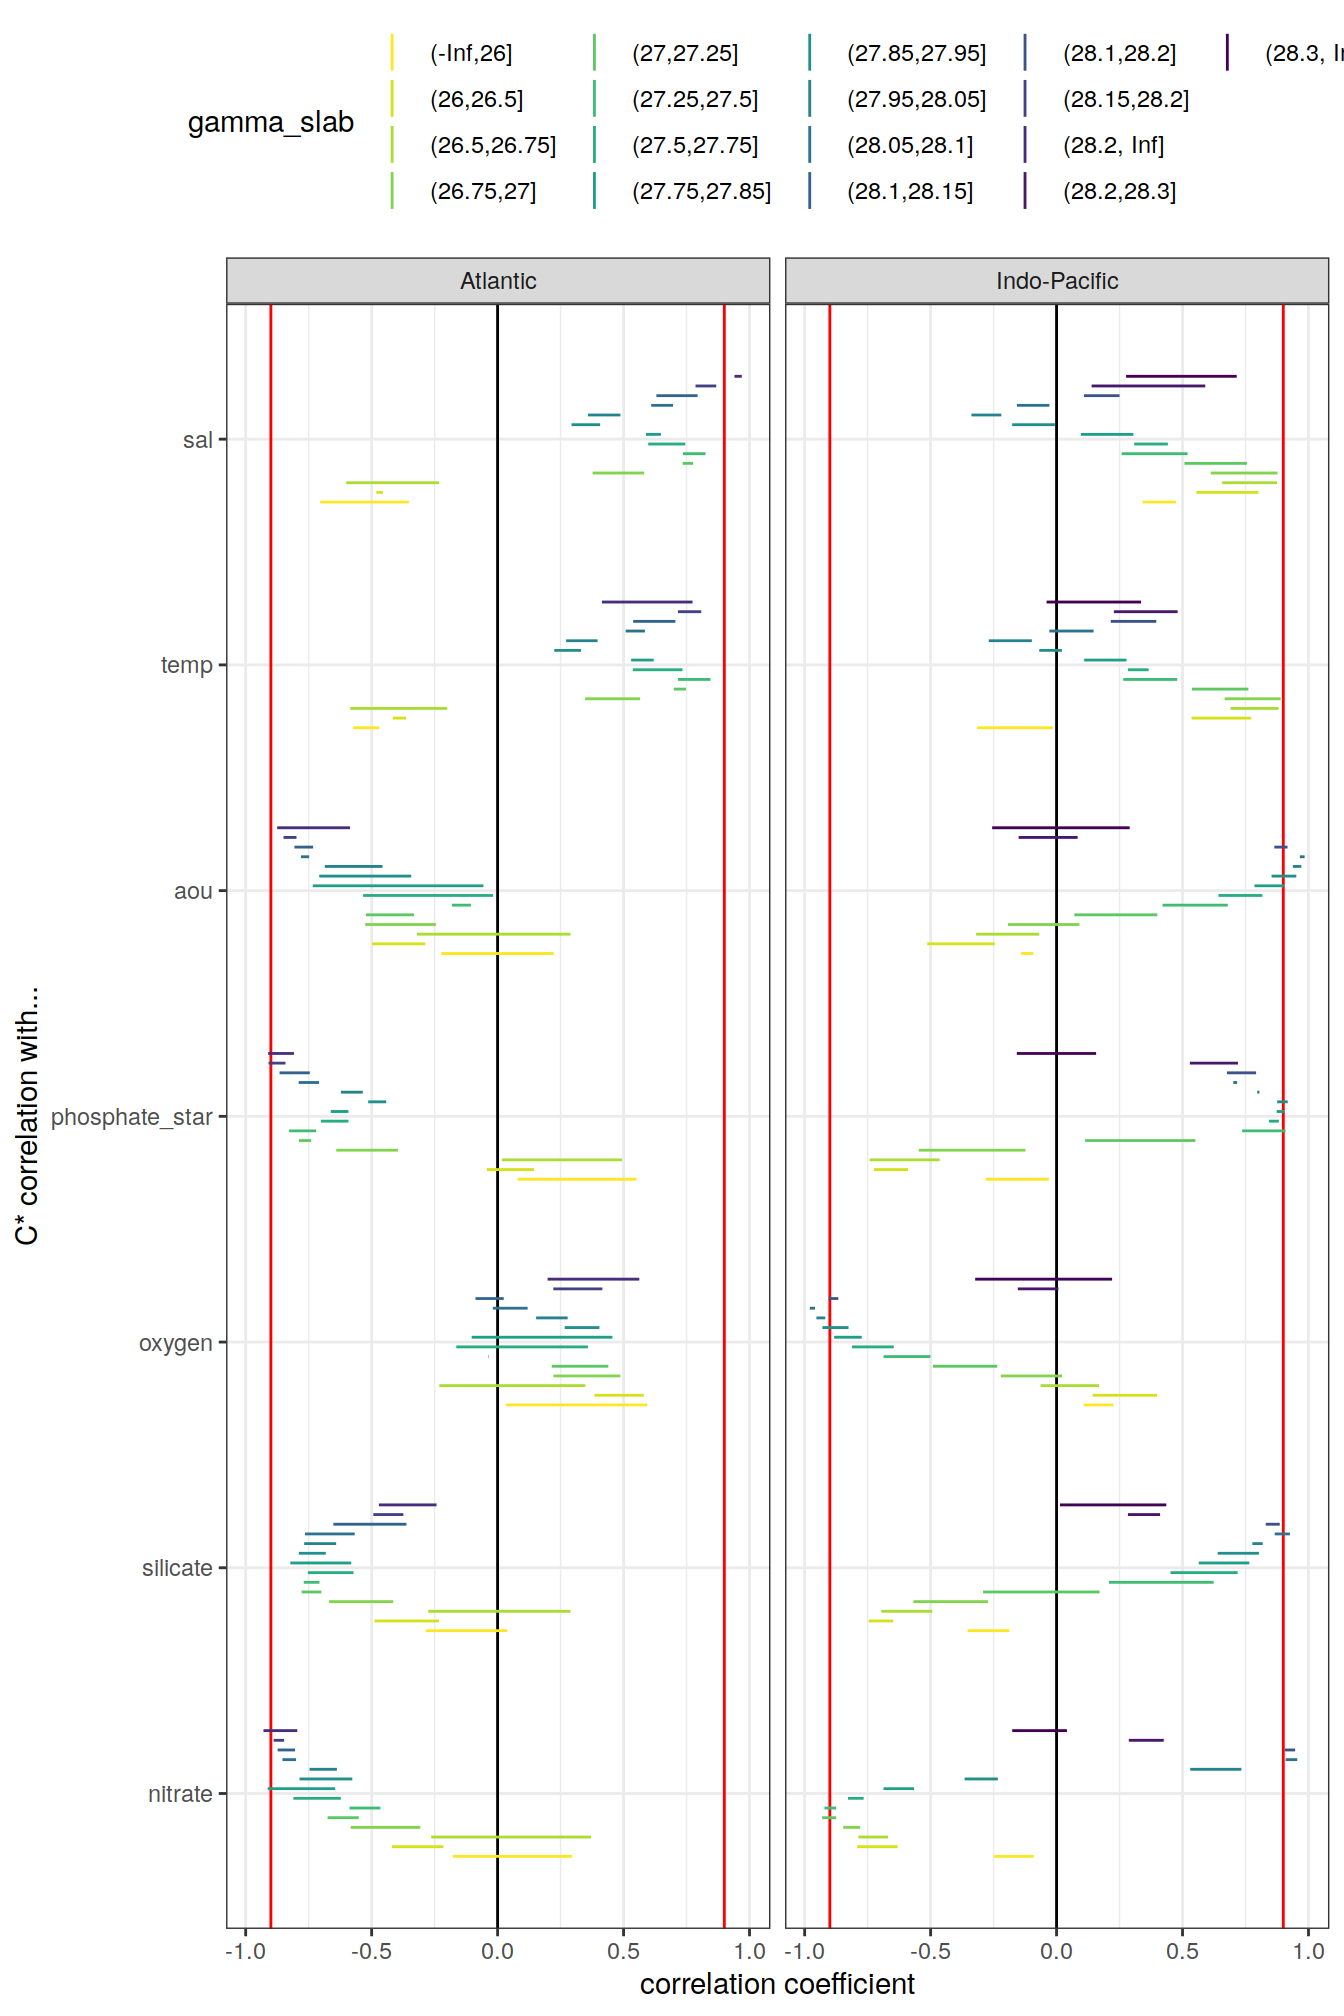 gamma_slab
(-Inf,26] (27,27.25] (27.85,27.95] (28.1,28.2] (28.3,
(26,26.5] (27.25,27.5] (27.95,28.05] (28.15,28.2]
(26.5,26.75] (27.5,27.75] (28.05,28.1] (28.2, Inf]
(26.75,27] (27.75,27.85] (28.1,28.15] (28.2,28.3]
Atlantic Indo-Pacific
C* correlation with...
sal
temp
aou
phosphate_star
oxygen
silicate
nitrate
-1.0 -0.5 0.0 0.5 1.0 -1.0 -0.5 0.0 0.5 1.0
correlation coefficient